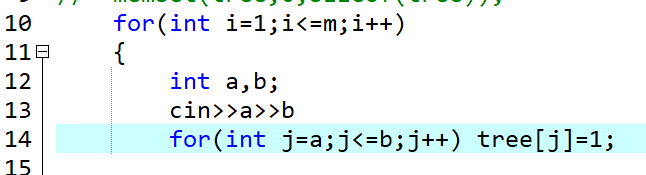 10 for(int i=1;i<=m;i++)
11 {
12 int a,b;
13 cin>>a>>b
14 for(int j=a;j<=b;j++) tree[j]=1;
15